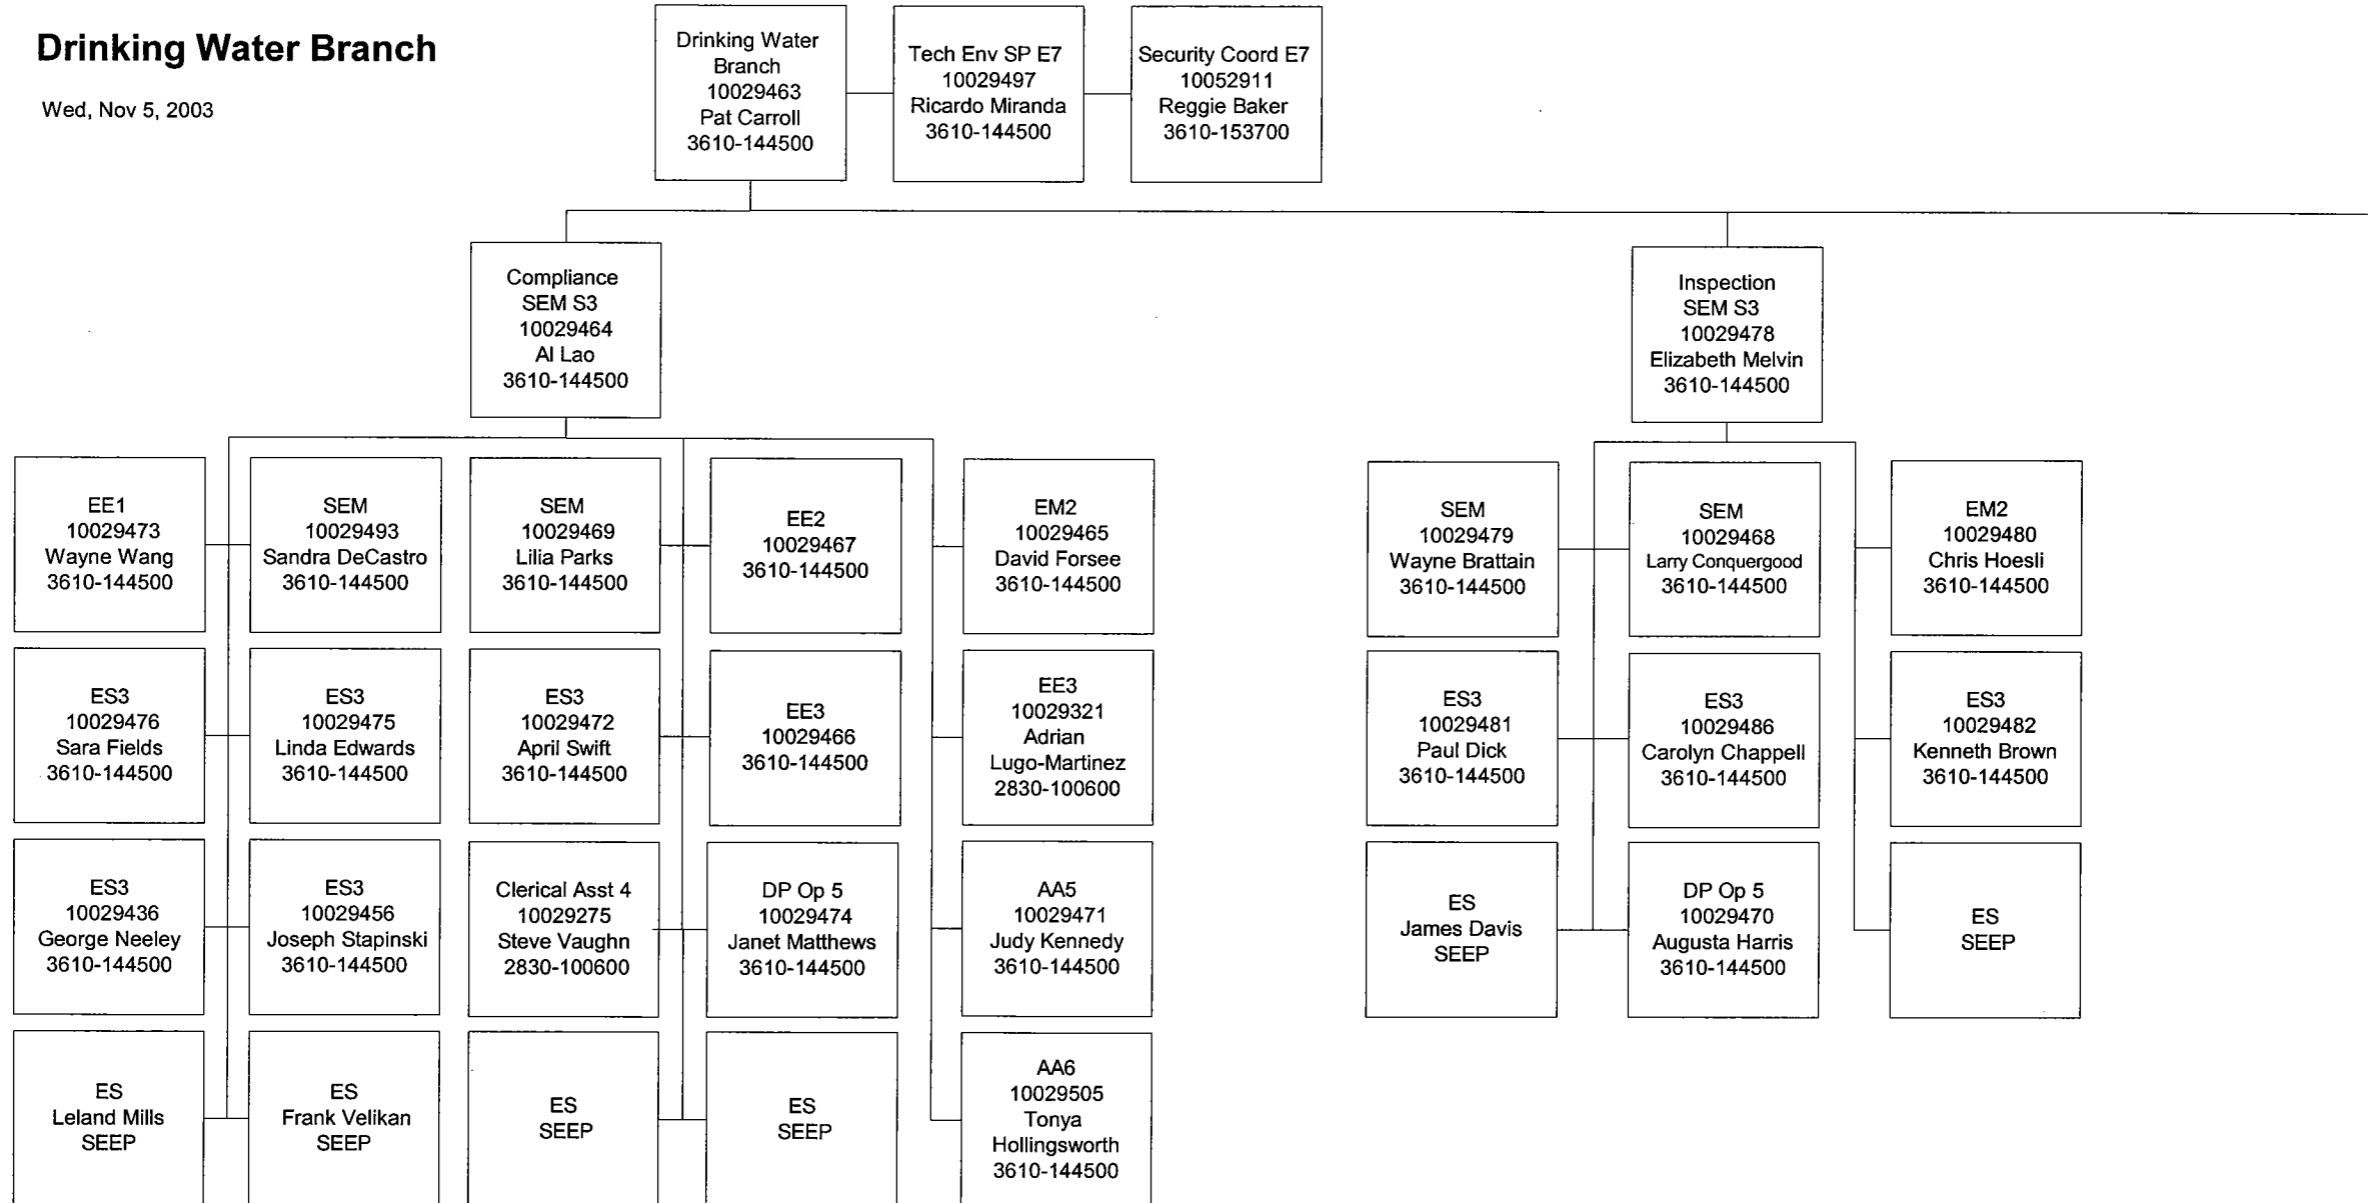 Drinking Water Branch
Wed, Nov 5, 2003
Drinking Water
Branch
10029463
Pat Carroll
3610-144500
Tech Env SP E7
10029497
Ricardo Miranda
3610-144500
Security Coord E7
10052911
Reggie Baker
3610-153700
Compliance
SEM S3
10029464
Al Lao
3610-144500
Inspection
SEM S3
10029478
Elizabeth Melvin
3610-144500
EE1
10029473
Wayne Wang
3610-144500
SEM
10029493
Sandra DeCastro
3610-144500
SEM
10029469
Lilia Parks
3610-144500
EE2
10029467
3610-144500
EM2
10029465
David Forsee
3610-144500
SEM
10029479
Wayne Brattain
3610-144500
SEM
10029468
Larry Conquergood
3610-144500
EM2
10029480
Chris Hoesli
3610-144500
ES3
10029476
Sara Fields
3610-144500
ES3
10029475
Linda Edwards
3610-144500
ES3
10029472
April Swift
3610-144500
EE3
10029466
3610-144500
EE3
10029321
Adrian
Lugo-Martinez
2830-100600
ES3
10029481
Paul Dick
3610-144500
ES3
10029486
Carolyn Chappell
3610-144500
ES3
10029482
Kenneth Brown
3610-144500
ES3
10029436
George Neeley
3610-144500
ES3
10029456
Joseph Stapinski
3610-144500
Clerical Asst 4
10029275
Steve Vaughn
2830-100600
DP Op 5
10029474
Janet Matthews
3610-144500
AA5
10029471
Judy Kennedy
3610-144500
ES
James Davis
SEEP
DP Op 5
10029470
Augusta Harris
3610-144500
ES
SEEP
ES
Leland Mills
SEEP
ES
Frank Velikan
SEEP
ES
SEEP
ES
SEEP
AA6
10029505
Tonya
Hollingsworth
3610-144500